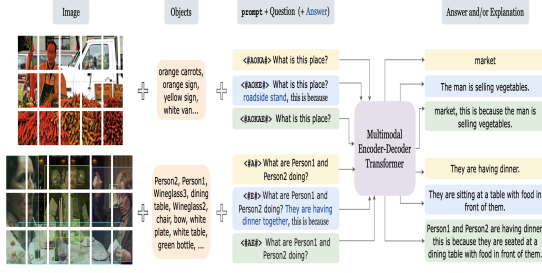 Image
Objects
prompt + Question (+ Answer)
Answer and/or Explanation
orange carrots,
orange sign,
yellow sign,
white van...
<#AOKA#> What is this place?
<#AOKE#> What is this place?
roadside stand, this is because
<#AOKAE#> What is this place?
Multimodal
Encoder-Decoder
Transformer
market
The man is selling vegetables.
market, this is because the man is
selling vegetables.
Person2, Person1,
Wineglass3, dining
table, Wineglass2,
chair, bow, white
plate, white table,
green bottle, ...
<#A#> What are Person1 and
Person2 doing?
<#E#> What are Person1 and
Person2 doing? They are having
dinner together, this is because
<#AE#> What are Person1 and
Person2 doing?
They are having dinner.
They are sitting at a table with food in
front of them.
Person1 and Person2 are having dinner
this is because they are seated at a
dining table with food in front of them.